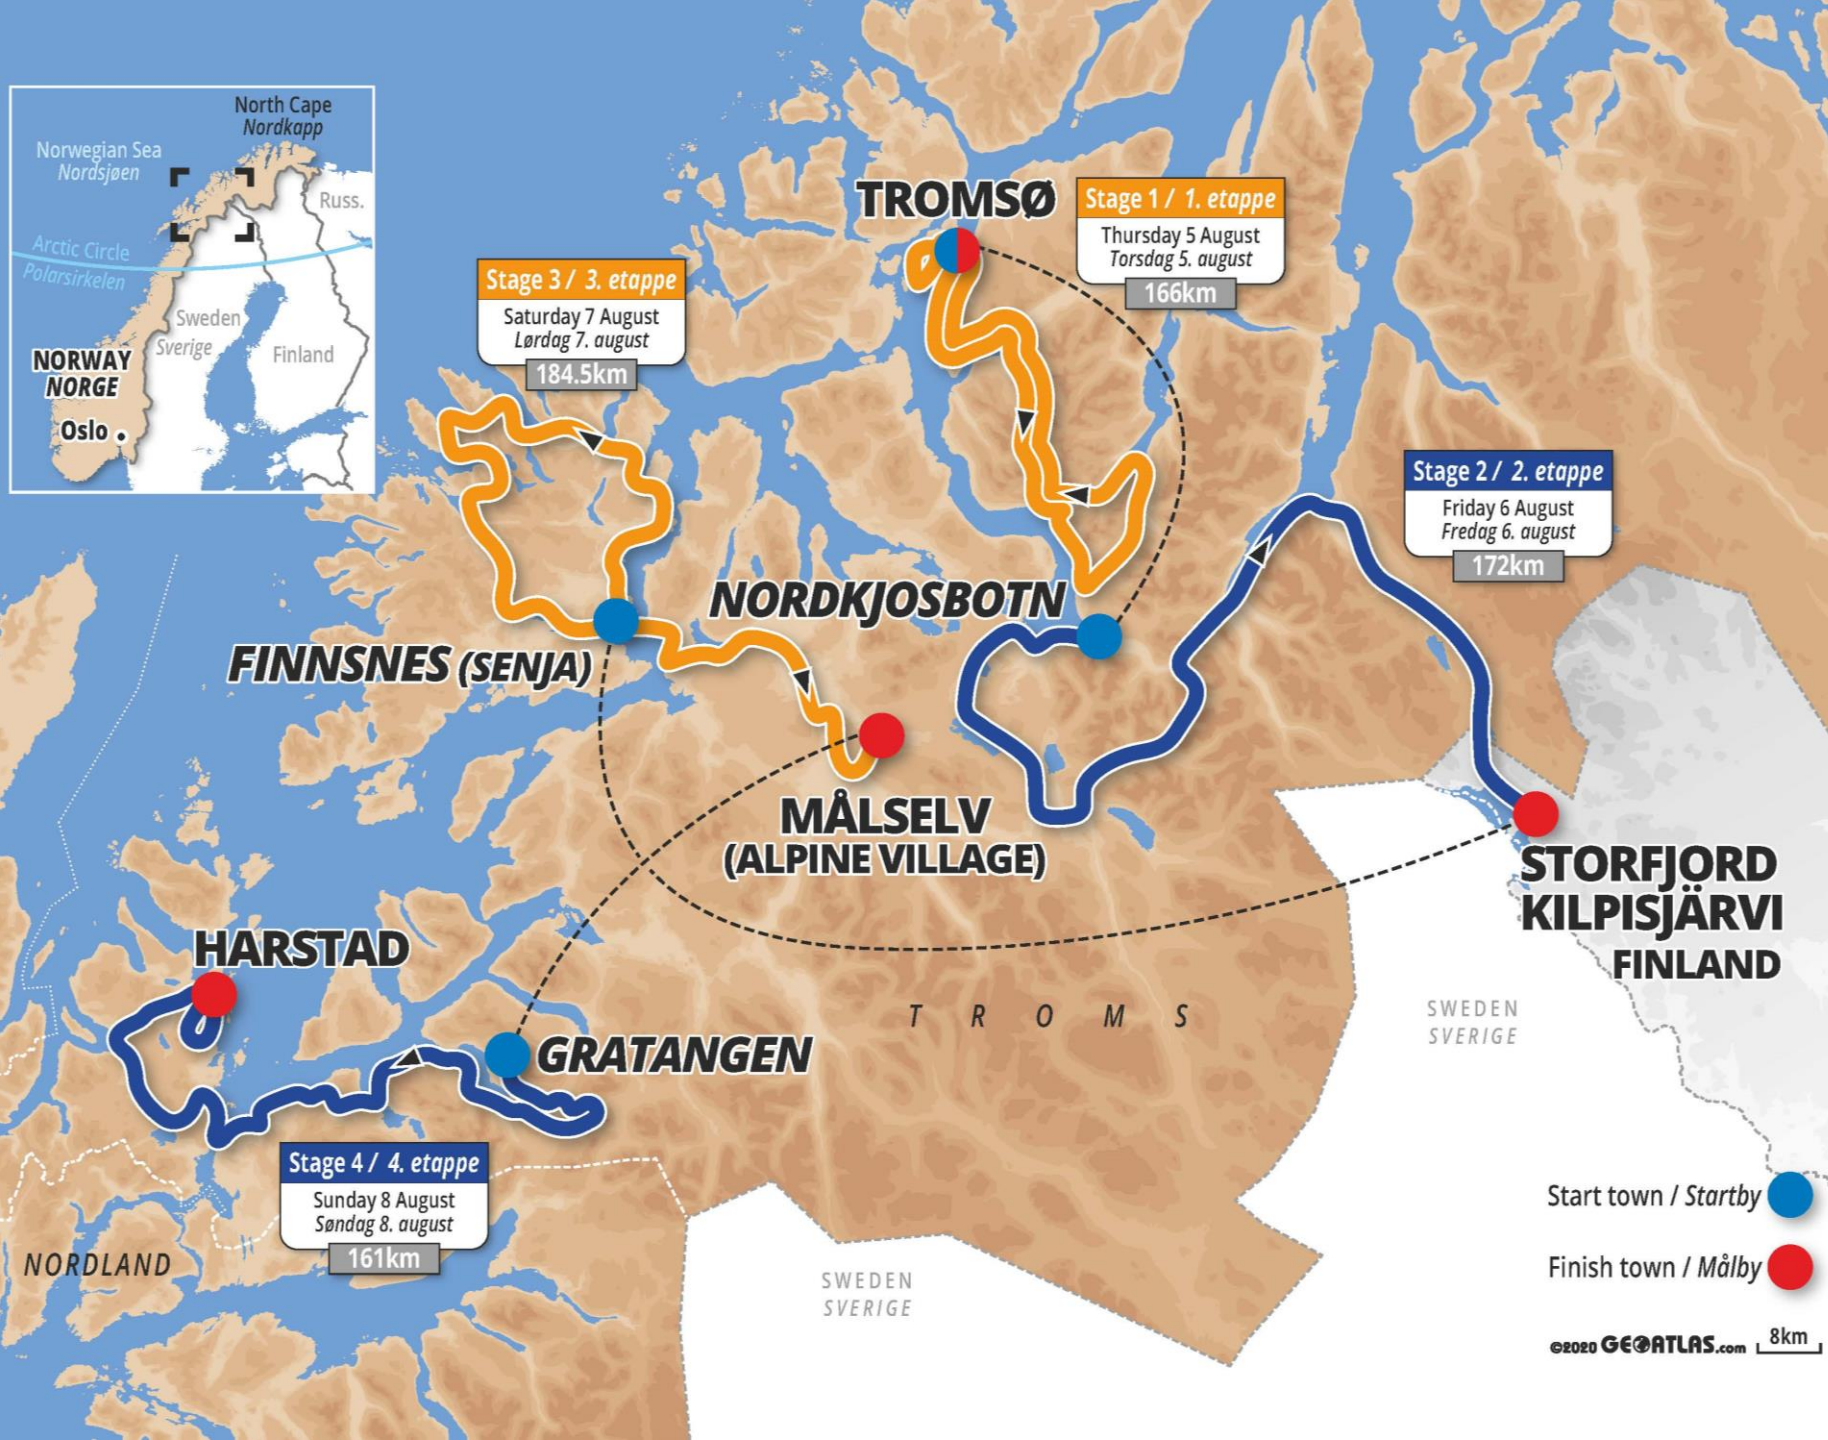 North Cape
Nordkapp
Norwegian Sea
Nordsjøen
Russ.
Arctic Circle
Polarsirkelen
Sweden
Sverige
Finland
NORWAY
NORGE
Oslo
TROMSØ
Stage 1 / 1. etappe
Thursday 5 August
Torsdag 5. august
166km
Stage 3 / 3. etappe
Saturday 7 August
Lørdag 7. august
184.5km
Stage 2 / 2. etappe
Friday 6 August
Fredag 6. august
172km
NORDKJOSBOTN
FINNSNES (SENJA)
MÅLSELV
(ALPINE VILLAGE)
STORFJORD
KILPISJÄRVI
FINLAND
HARSTAD
GRATANGEN
TROMS
SWEDEN
SVERIGE
Stage 4 / 4. etappe
Sunday 8 August
Søndag 8. august
161km
NORDLAND
SWEDEN
SVERIGE
Start town / Startby
Finish town / Målby
©2020 GEOATLAS.com
8km